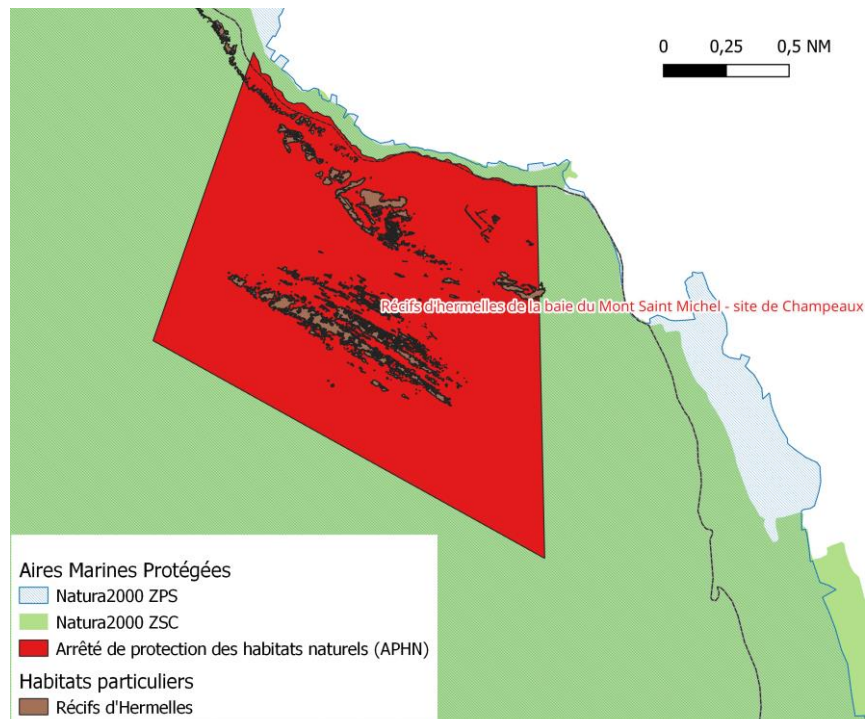 0 0,25 0,5 NM
Récifs d'hermelles de la baie du Mont Saint Michel - site de Champeaux
Aires Marines Protégées
Natura2000 ZPS
Natura2000 ZSC
Arrêté de protection des habitats naturels (APHN)
Habitats particuliers
Récifs d'Hermelles